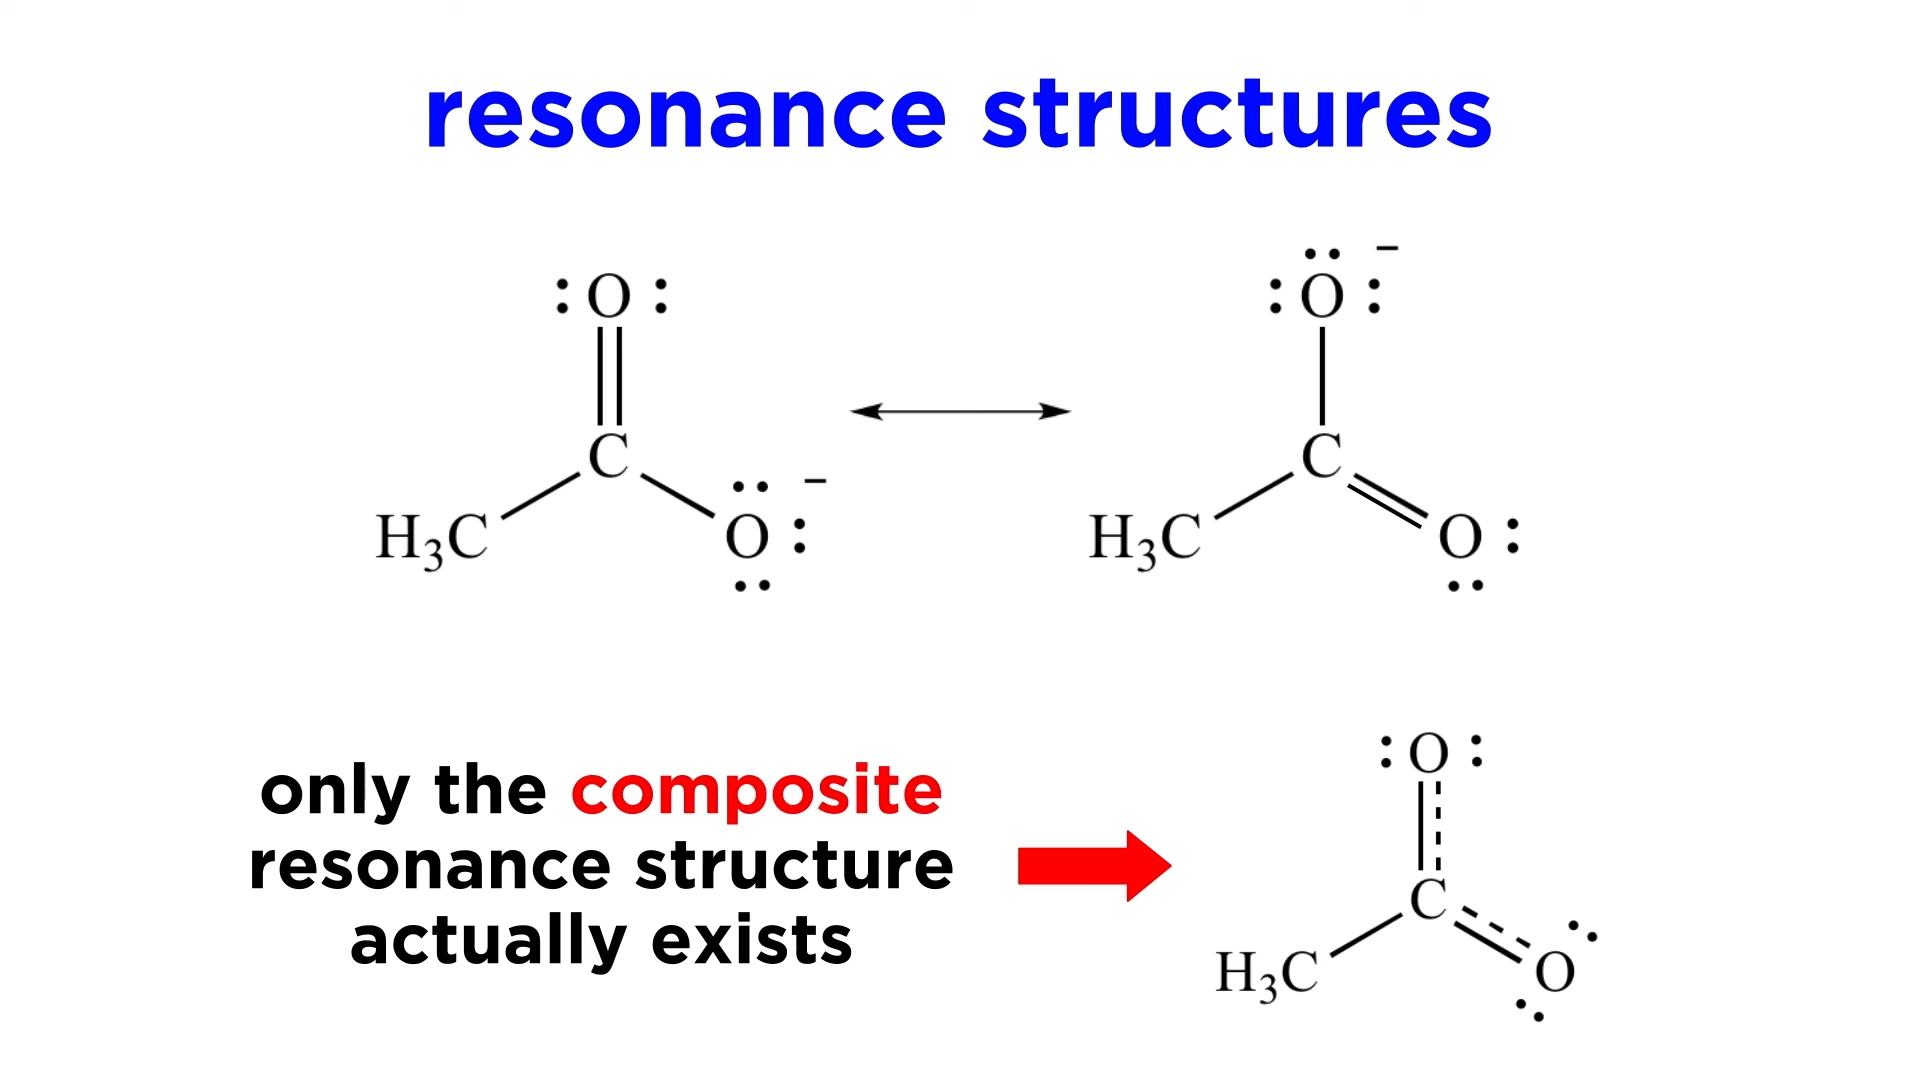 resonance structures
O
C
H₃C
O
–
O
–
C
H₃C
O
only the composite
resonance structure
actually exists
O
C
H₃C
O